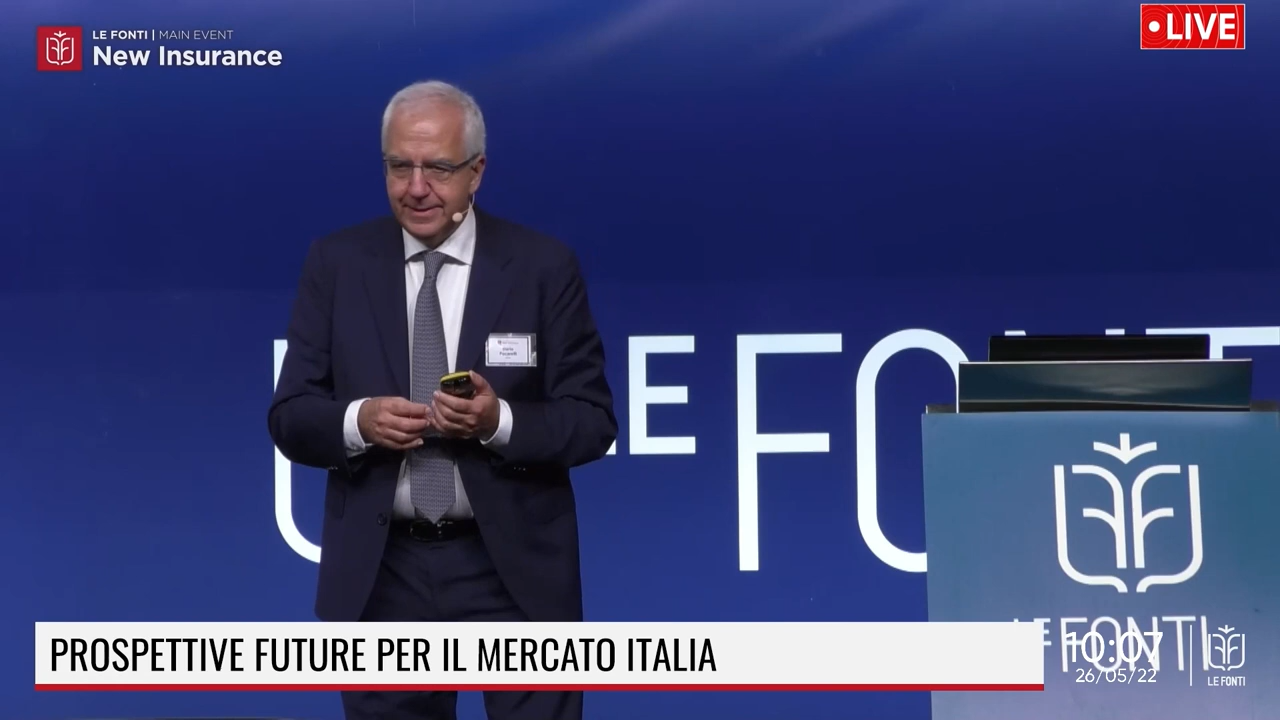 LE FONTI | MAIN EVENT
New Insurance
LIVE
LE FO
PROSPETTIVE FUTURE PER IL MERCATO ITALIA
LE FONTI
10:07
26/05/22
LE FONTI